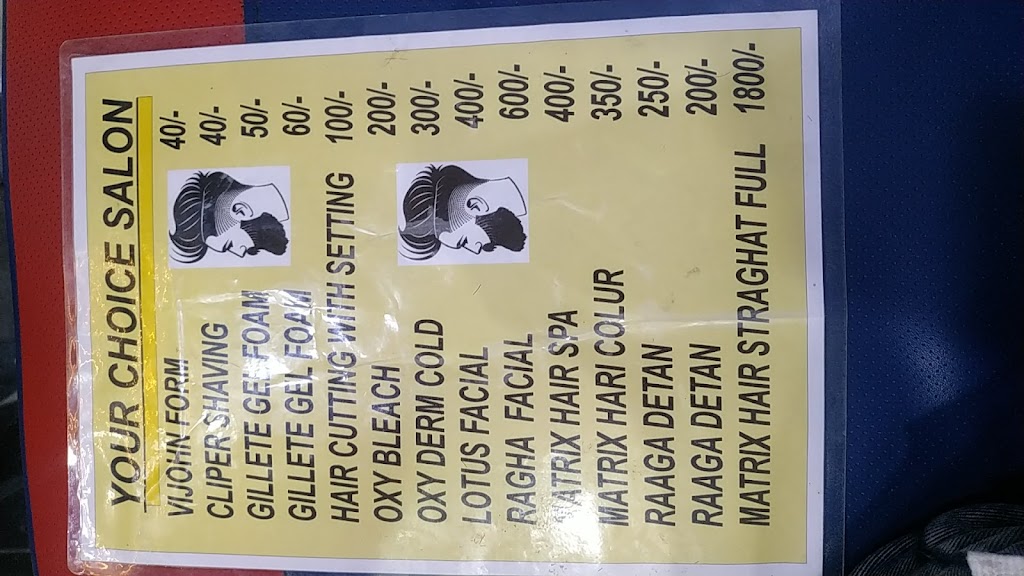 YOUR CHOICE SALON
VIJOHN FORM 40/-
CLIPER SHAVING 40/-
GILLETE GEL FOAM 50/-
GILLETE GEL FOAM 60/-
HAIR CUTTING WITH SETTING 100/-
OXY BLEACH 200/-
OXY DERM COLD 300/-
LOTUS FACIAL 400/-
RAGHA FACIAL 600/-
MATRIX HAIR SPA 400/-
MATRIX HARI COLUR 350/-
RAAGA DETAN 250/-
RAAGA DETAN 200/-
MATRIX HAIR STRAGHAT FULL 1800/-